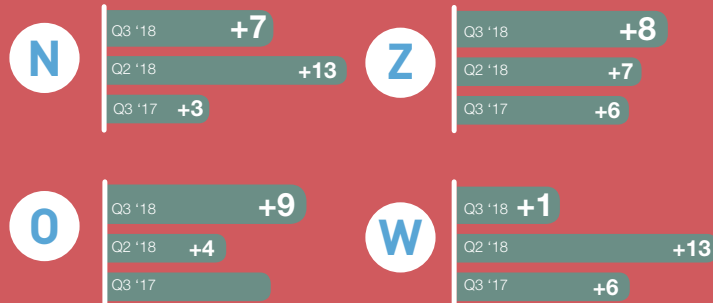 N
Q3 ‘18 +7
Q2 ‘18 +13
Q3 ‘17 +3
Z
Q3 ‘18 +8
Q2 ‘18 +7
Q3 ‘17 +6
O
Q3 ‘18 +9
Q2 ‘18 +4
Q3 ‘17
W
Q3 ‘18 +1
Q2 ‘18 +13
Q3 ‘17 +6